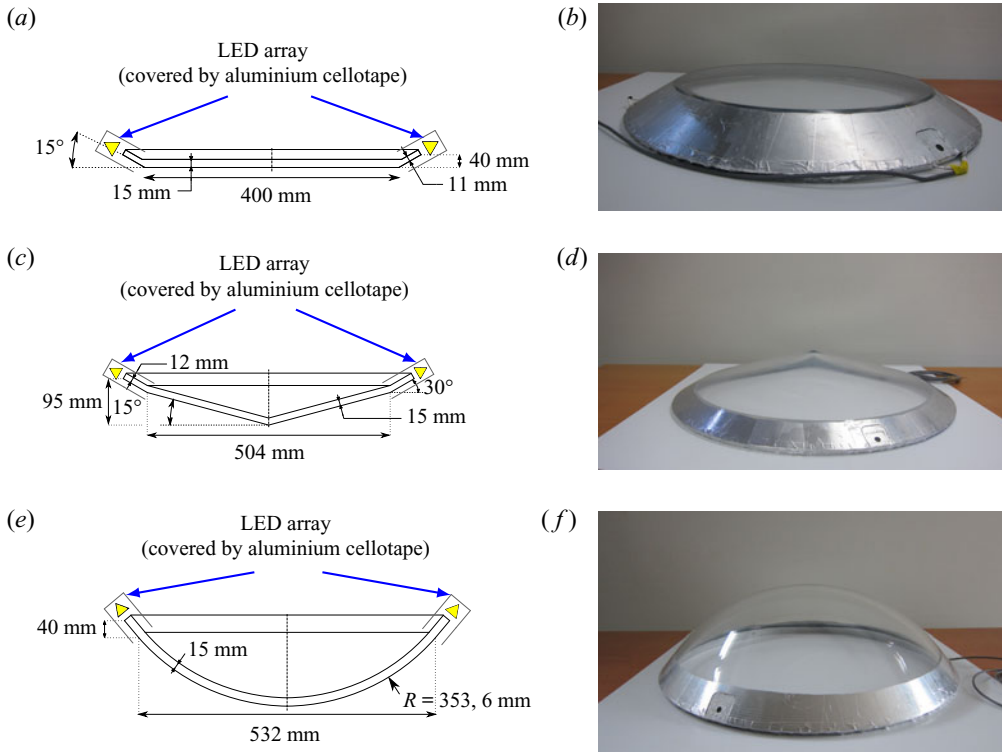 (a)
(b)
LED array
(covered by aluminium cellotape)
15°
40 mm
15 mm
11 mm
400 mm
(c)
(d)
LED array
(covered by aluminium cellotape)
12 mm
30°
95 mm
15°
15 mm
504 mm
(e)
(f)
LED array
(covered by aluminium cellotape)
40 mm
15 mm
R = 353, 6 mm
532 mm